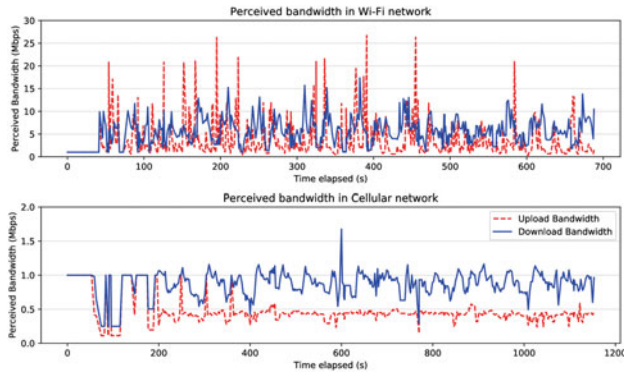 Perceived bandwidth in Wi-Fi network
Perceived Bandwidth (Mbps)
30
25
20
15
10
5
0
0 100 200 300 400 500 600 700
Time elapsed (s)
Perceived bandwidth in Cellular network
Perceived Bandwidth (Mbps)
2.0
1.5
1.0
0.5
0.0
Upload Bandwidth
Download Bandwidth
0 200 400 600 800 1000 1200
Time elapsed (s)